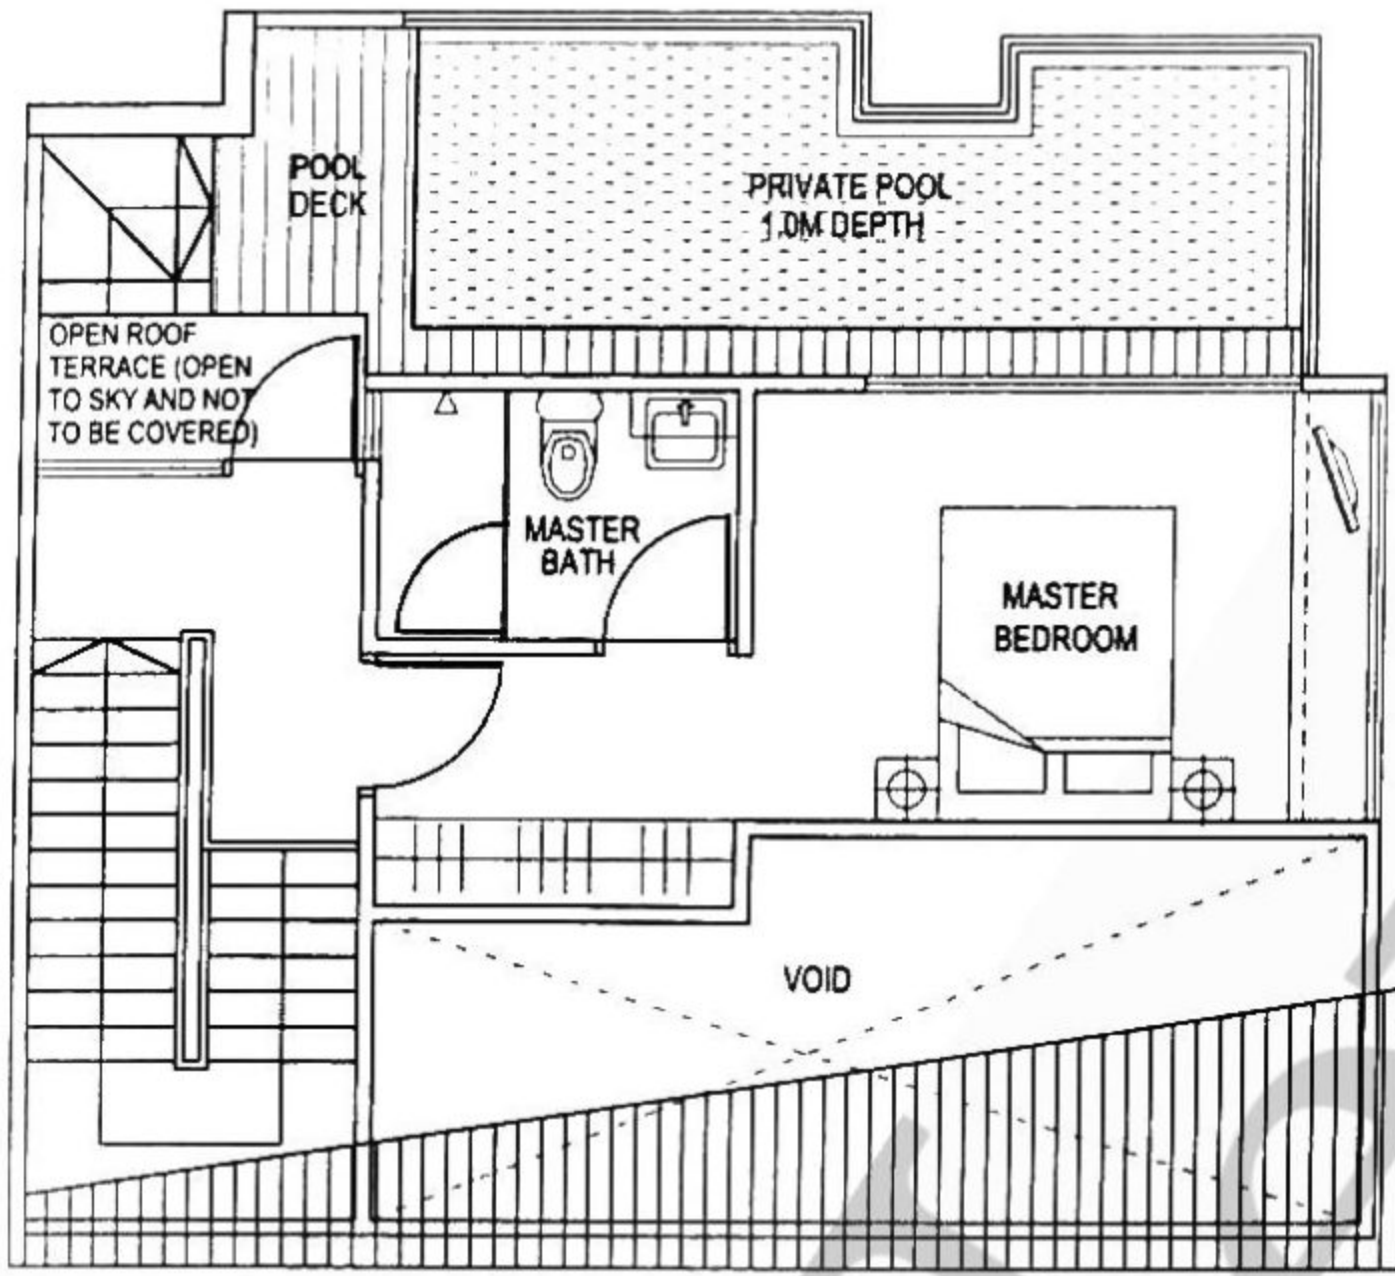 POOL
DECK
PRIVATE POOL
1.0M DEPTH
OPEN ROOF
TERRACE (OPEN
TO SKY AND NOT
TO BE COVERED)
MASTER
BATH
MASTER
BEDROOM
VOID